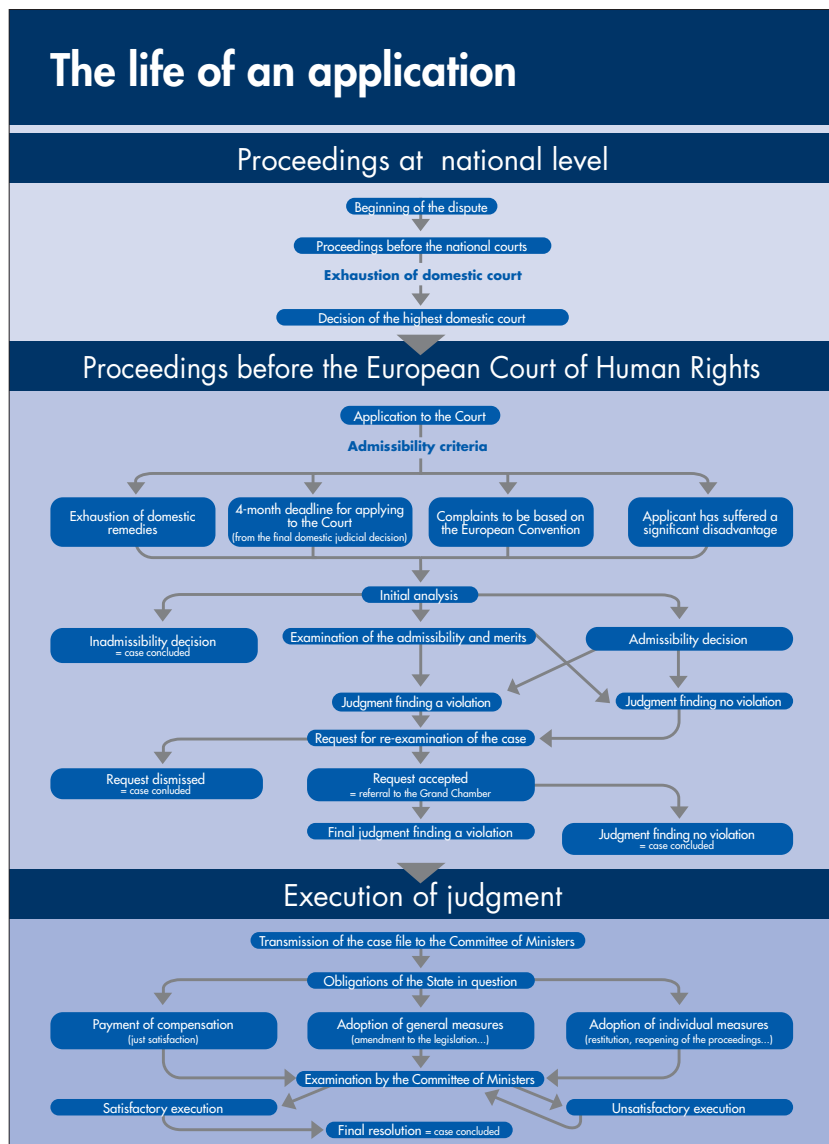 The life of an application
Proceedings at national level
Beginning of the dispute
Proceedings before the national courts
Exhaustion of domestic court
Decision of the highest domestic court
Proceedings before the European Court of Human Rights
Application to the Court
Admissibility criteria
Exhaustion of domestic
remedies
4-month deadline for applying
to the Court
(from the final domestic judicial decision)
Complaints to be based on
the European Convention
Applicant has suffered a
significant disadvantage
Initial analysis
Inadmissibility decision
= case concluded
Examination of the admissibility and merits
Admissibility decision
Judgment finding a violation
Judgment finding no violation
Request for re-examination of the case
Request dismissed
= case conluded
Request accepted
= referral to the Grand Chamber
Final judgment finding a violation
Judgment finding no violation
= case concluded
Execution of judgment
Transmission of the case file to the Committee of Ministers
Obligations of the State in question
Payment of compensation
(just satisfaction)
Adoption of general measures
(amendment to the legislation...)
Adoption of individual measures
(restitution, reopening of the proceedings...)
Examination by the Committee of Ministers
Satisfactory execution
Unsatisfactory execution
Final resolution = case concluded